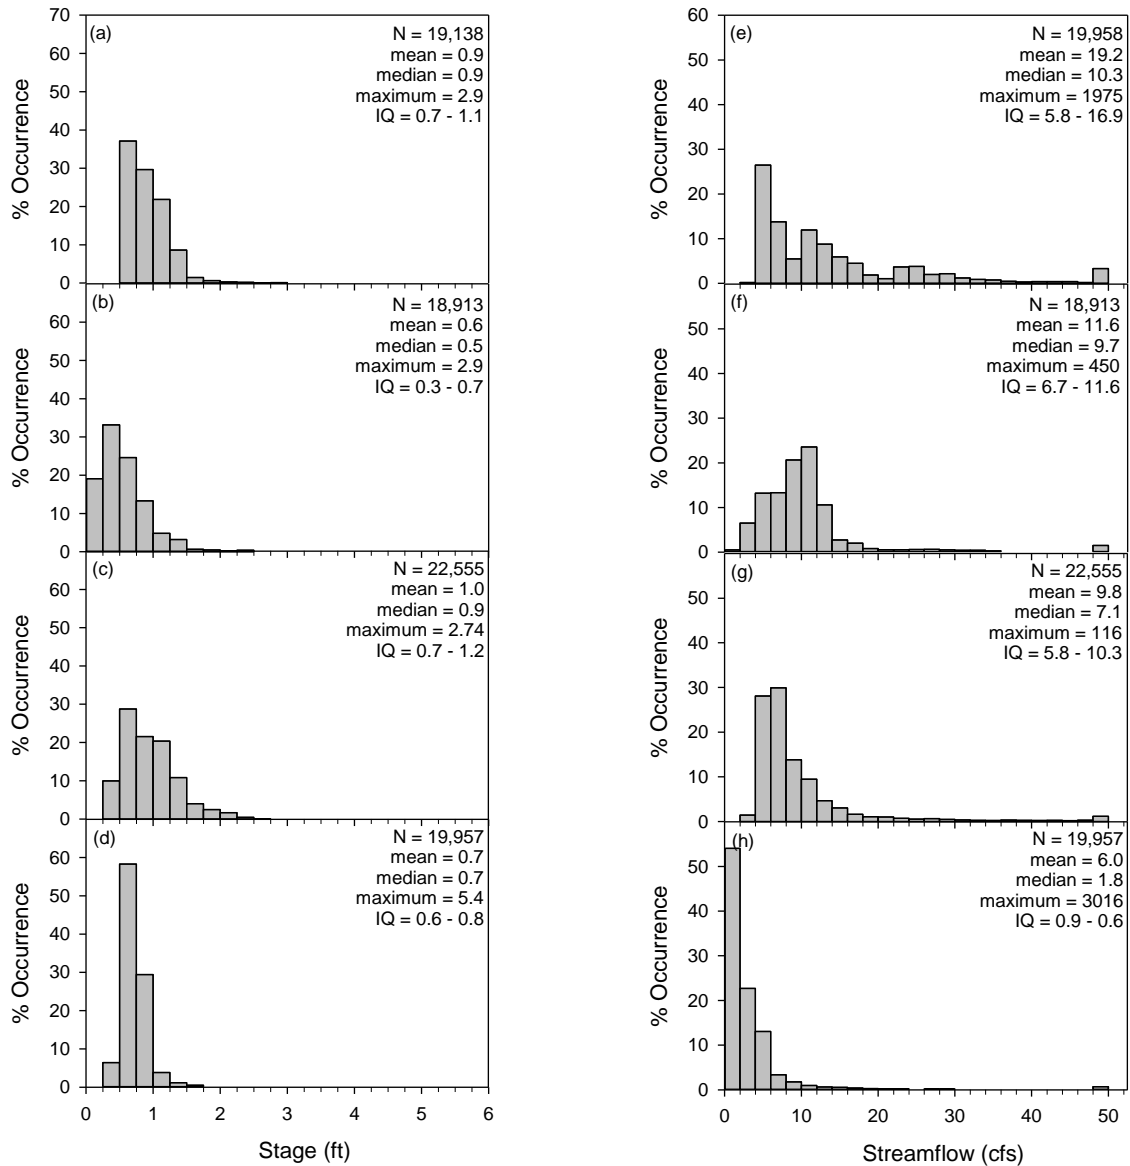 (a)
N = 19,138
mean = 0.9
median = 0.9
maximum = 2.9
IQ = 0.7 - 1.1
% Occurrence
70
60
50
40
30
20
10
0
(b)
N = 18,913
mean = 0.6
median = 0.5
maximum = 2.9
IQ = 0.3 - 0.7
% Occurrence
60
50
40
30
20
10
0
(c)
N = 22,555
mean = 1.0
median = 0.9
maximum = 2.74
IQ = 0.7 - 1.2
% Occurrence
60
50
40
30
20
10
0
(d)
N = 19,957
mean = 0.7
median = 0.7
maximum = 5.4
IQ = 0.6 - 0.8
% Occurrence
60
50
40
30
20
10
0
0 1 2 3 4 5 6
Stage (ft)
(e)
N = 19,958
mean = 19.2
median = 10.3
maximum = 1975
IQ = 5.8 - 16.9
% Occurrence
60
50
40
30
20
10
0
(f)
N = 18,913
mean = 11.6
median = 9.7
maximum = 450
IQ = 6.7 - 11.6
% Occurrence
50
40
30
20
10
0
(g)
N = 22,555
mean = 9.8
median = 7.1
maximum = 116
IQ = 5.8 - 10.3
% Occurrence
50
40
30
20
10
0
(h)
N = 19,957
mean = 6.0
median = 1.8
maximum = 3016
IQ = 0.9 - 0.6
% Occurrence
50
40
30
20
10
0
0 10 20 30 40 50
Streamflow (cfs)